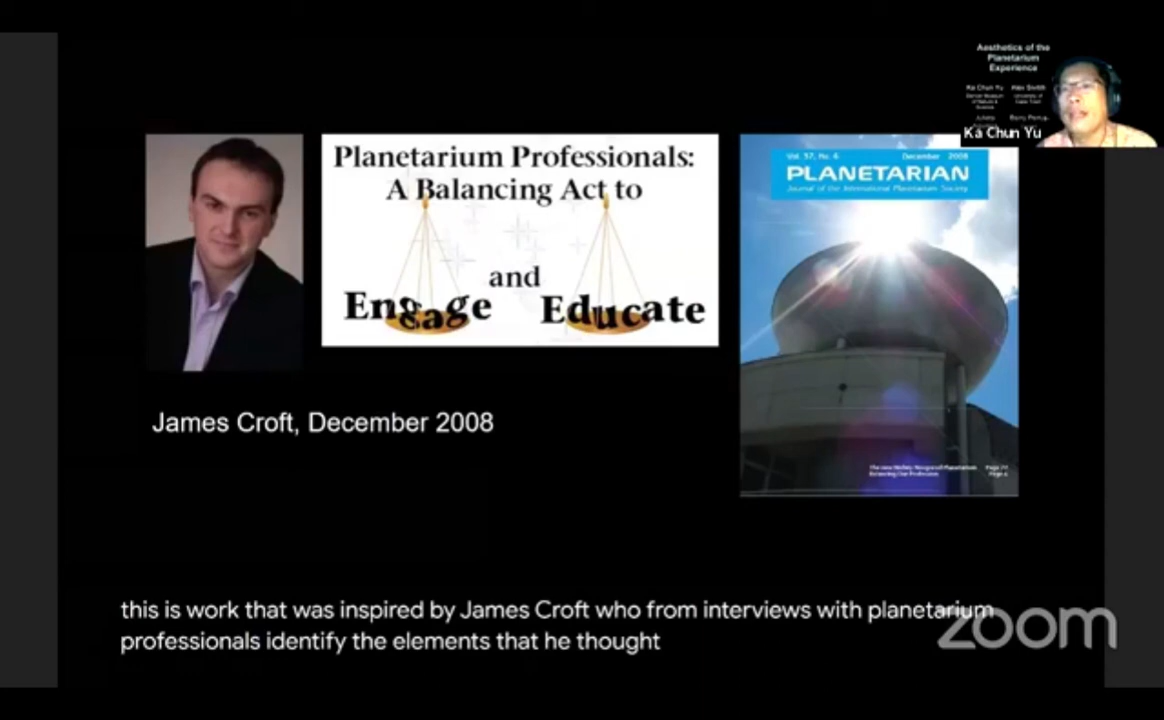 Aesthetics of the
Planetarium
Experience
Ka Chun Yu
Ka Chun Yu
Planetarium Professionals:
A Balancing Act to
and
Engage Educate
Vol. 37, No. 4 December 2008
PLANETARIAN
Journal of the International Planetarium Society
James Croft, December 2008
this is work that was inspired by James Croft who from interviews with planetarium
professionals identify the elements that he thought
zoom